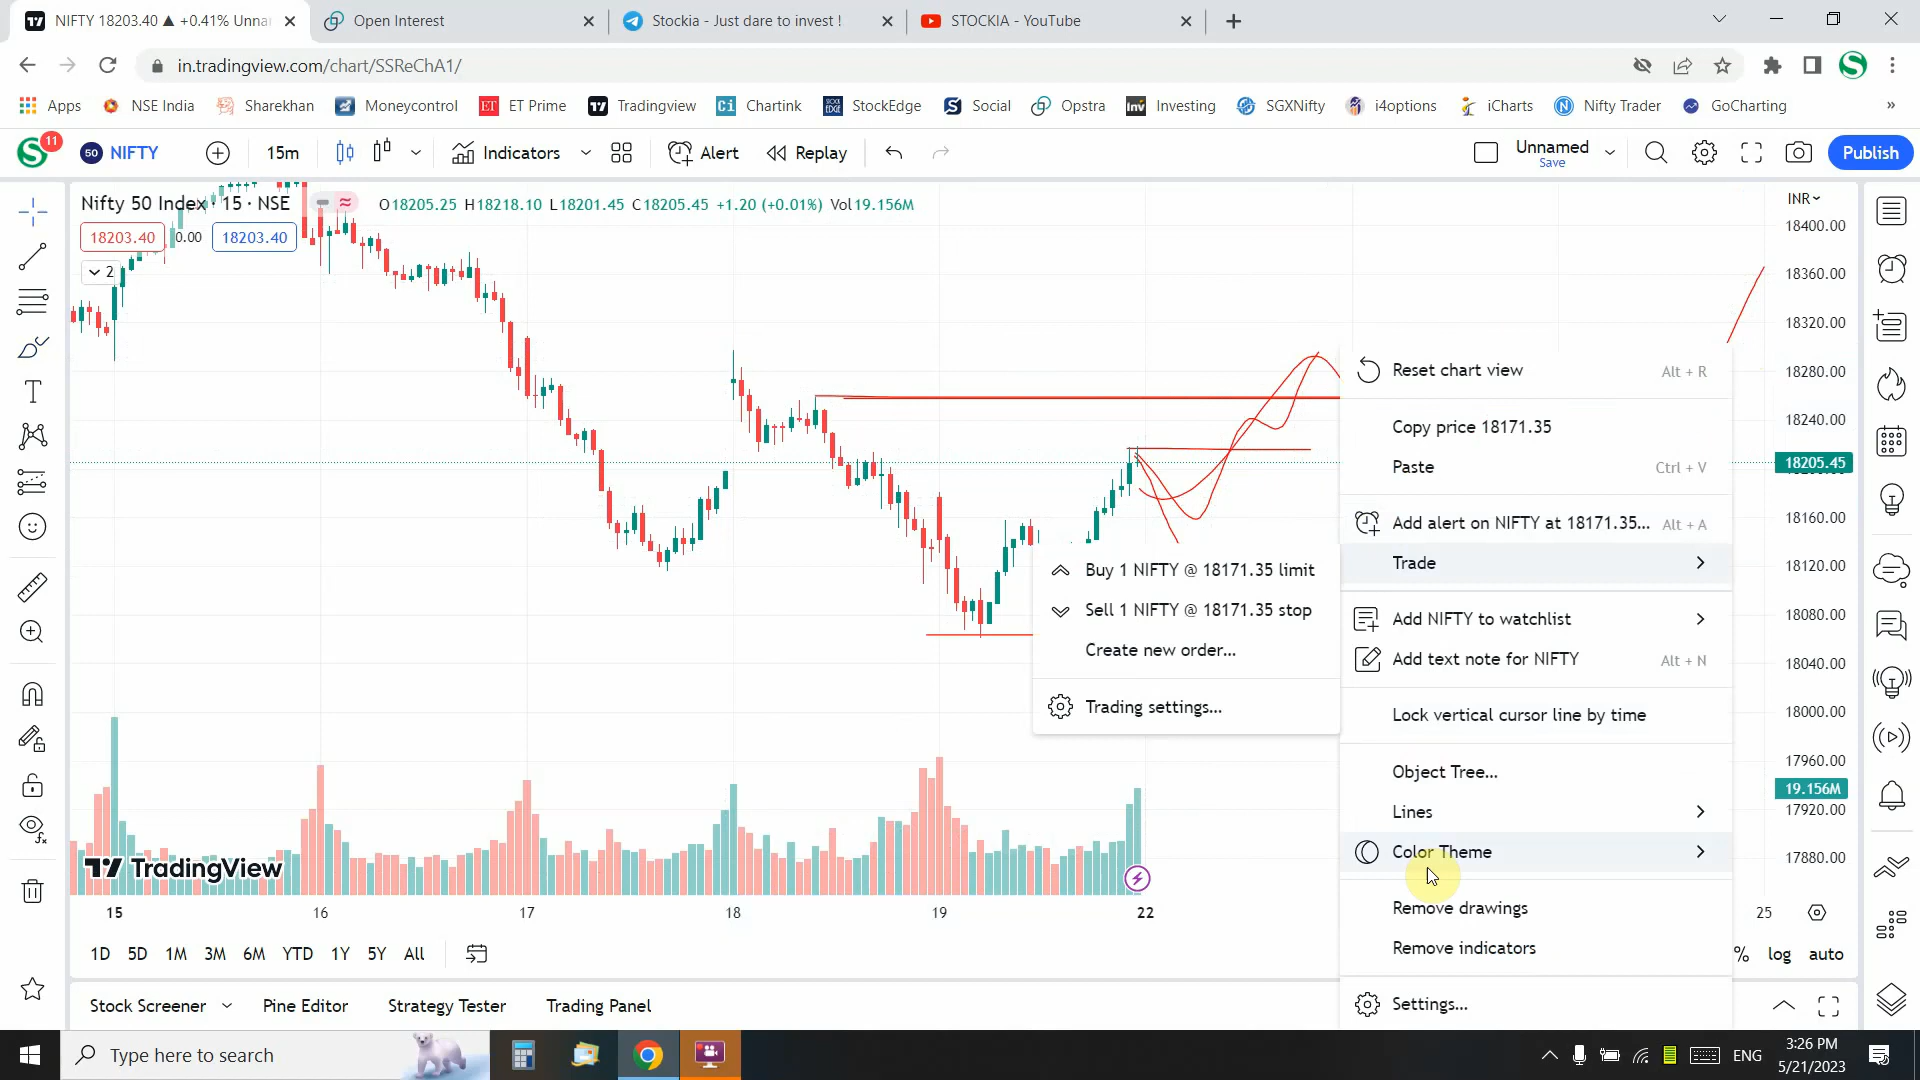 NIFTY 18203.40 ▲ +0.41% Unna
Open Interest
Stockia - Just dare to invest !
STOCKIA - YouTube
in.tradingview.com/chart/SSReChA1/
Apps
NSE India
Sharekhan
Moneycontrol
ET Prime
Tradingview
Chartink
StockEdge
Social
Opstra
Investing
SGXNifty
i4options
iCharts
Nifty Trader
GoCharting
»
11
50 NIFTY
15m
Indicators
Alert
Replay
Unnamed
Save
Publish
Nifty 50 Index · 15 · NSE
O18205.25 H18218.10 L18201.45 C18205.45 +1.20 (+0.01%) Vol19.156M
INR
18203.40 0.00 18203.40
2
18400.00
18360.00
18320.00
18280.00
18240.00
18205.45
18160.00
18120.00
18080.00
18040.00
18000.00
17960.00
19.156M
17920.00
17880.00
Reset chart view Alt + R
Copy price 18171.35
Paste Ctrl + V
Add alert on NIFTY at 18171.35... Alt + A
Trade
Buy 1 NIFTY @ 18171.35 limit
Sell 1 NIFTY @ 18171.35 stop
Create new order...
Trading settings...
Add NIFTY to watchlist
Add text note for NIFTY Alt + N
Lock vertical cursor line by time
Object Tree...
Lines
Color Theme
Remove drawings
Remove indicators
Settings...
TradingView
15 16 17 18 19 22 25
1D 5D 1M 3M 6M YTD 1Y 5Y All
% log auto
Stock Screener
Pine Editor
Strategy Tester
Trading Panel
Type here to search
ENG
3:26 PM
5/21/2023